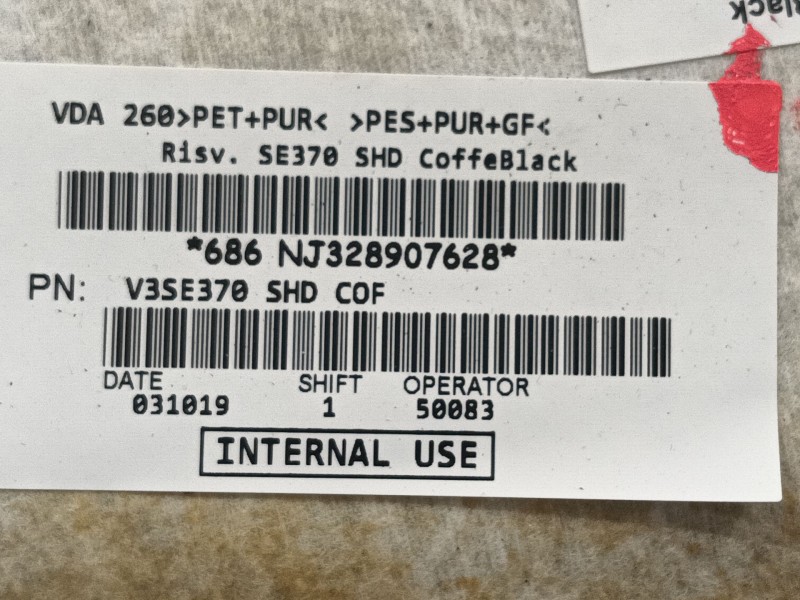 Black
VDA 260>PET+PUR< >PES+PUR+GF<
Risv. SE370 SHD CoffeBlack
*686 NJ328907628*
PN: V3SE370 SHD COF
DATE SHIFT OPERATOR
031019 1 50083
INTERNAL USE